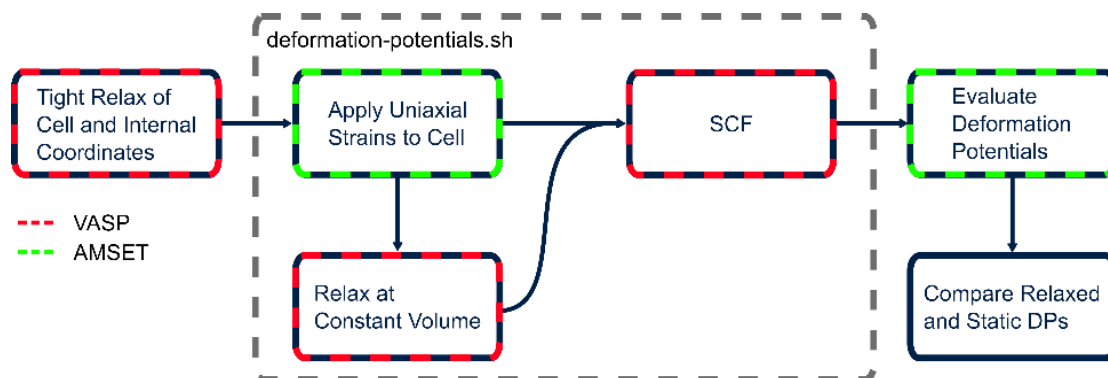 deformation-potentials.sh
Tight Relax of
Cell and Internal
Coordinates
Apply Uniaxial
Strains to Cell
SCF
Evaluate
Deformation
Potentials
VASP
AMSET
Relax at
Constant Volume
Compare Relaxed
and Static DPs